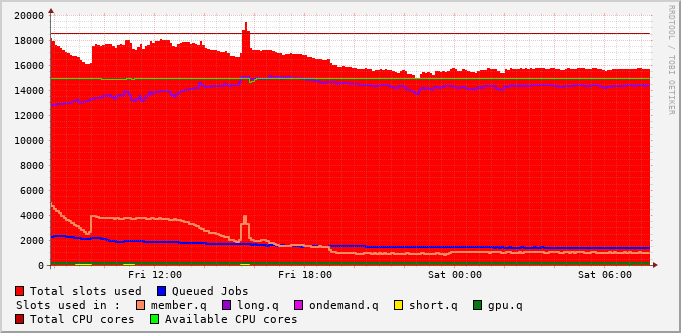 20000
18000
16000
14000
12000
10000
8000
6000
4000
2000
0
Fri 12:00 Fri 18:00 Sat 00:00 Sat 06:00
Total slots used Queued Jobs
Slots used in : member.q long.q ondemand.q short.q gpu.q
Total CPU cores Available CPU cores
RRDTOOL / TOBI OETIKER